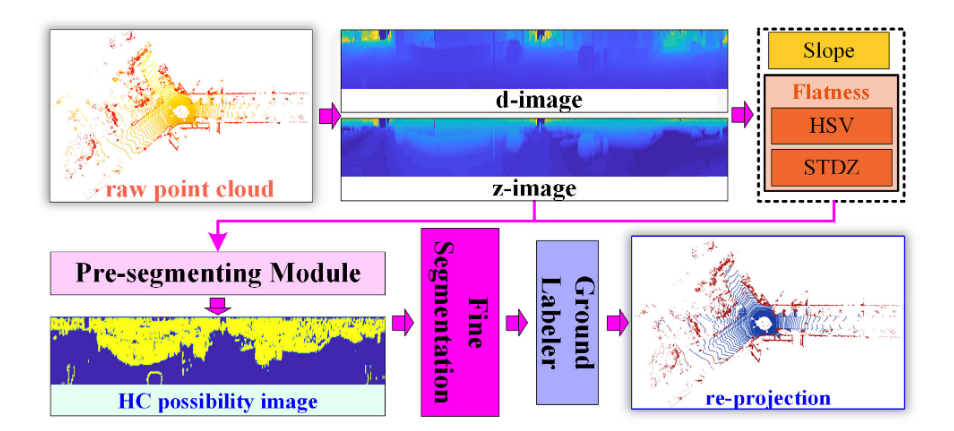 raw point cloud
d-image
z-image
Slope
Flatness
HSV
STDZ
Pre-segmenting Module
HC possibility image
Fine
Segmentation
Ground
Labeler
re-projection